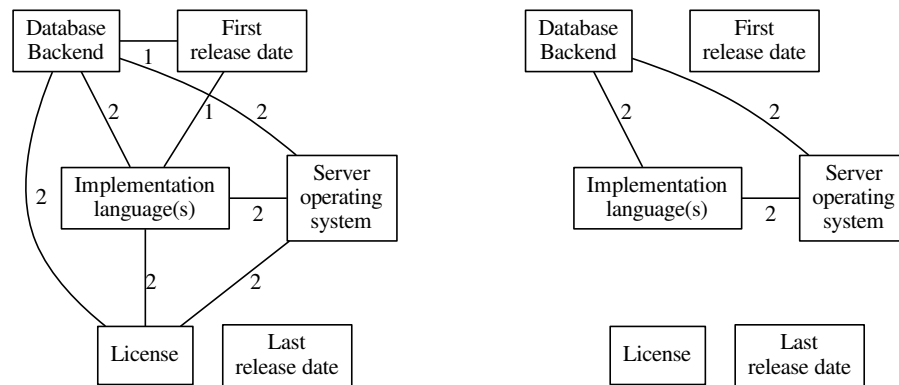 Database
Backend
First
release date
1
2
1
2
Implementation
language(s)
Server
operating
system
2
2
2
2
License
Last
release date
Database
Backend
First
release date
2
2
Implementation
language(s)
Server
operating
system
2
License
Last
release date